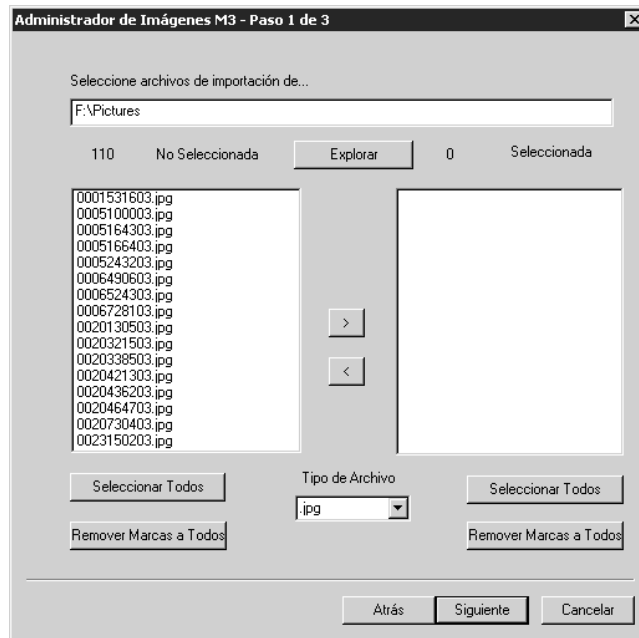 Administrador de Imágenes M3 - Paso 1 de 3
Seleccione archivos de importación de...
F:\Pictures
110 No Seleccionada Explorar 0 Seleccionada
0001531603.jpg
0005100003.jpg
0005164303.jpg
0005166403.jpg
0005243203.jpg
0006490603.jpg
0006524303.jpg
0006728103.jpg
0020130503.jpg
0020321503.jpg
0020338503.jpg
0020421303.jpg
0020436203.jpg
0020464703.jpg
0020730403.jpg
0023150203.jpg
>
<
Seleccionar Todos
Remover Marcas a Todos
Tipo de Archivo
.jpg
Seleccionar Todos
Remover Marcas a Todos
Atrás Siguiente Cancelar